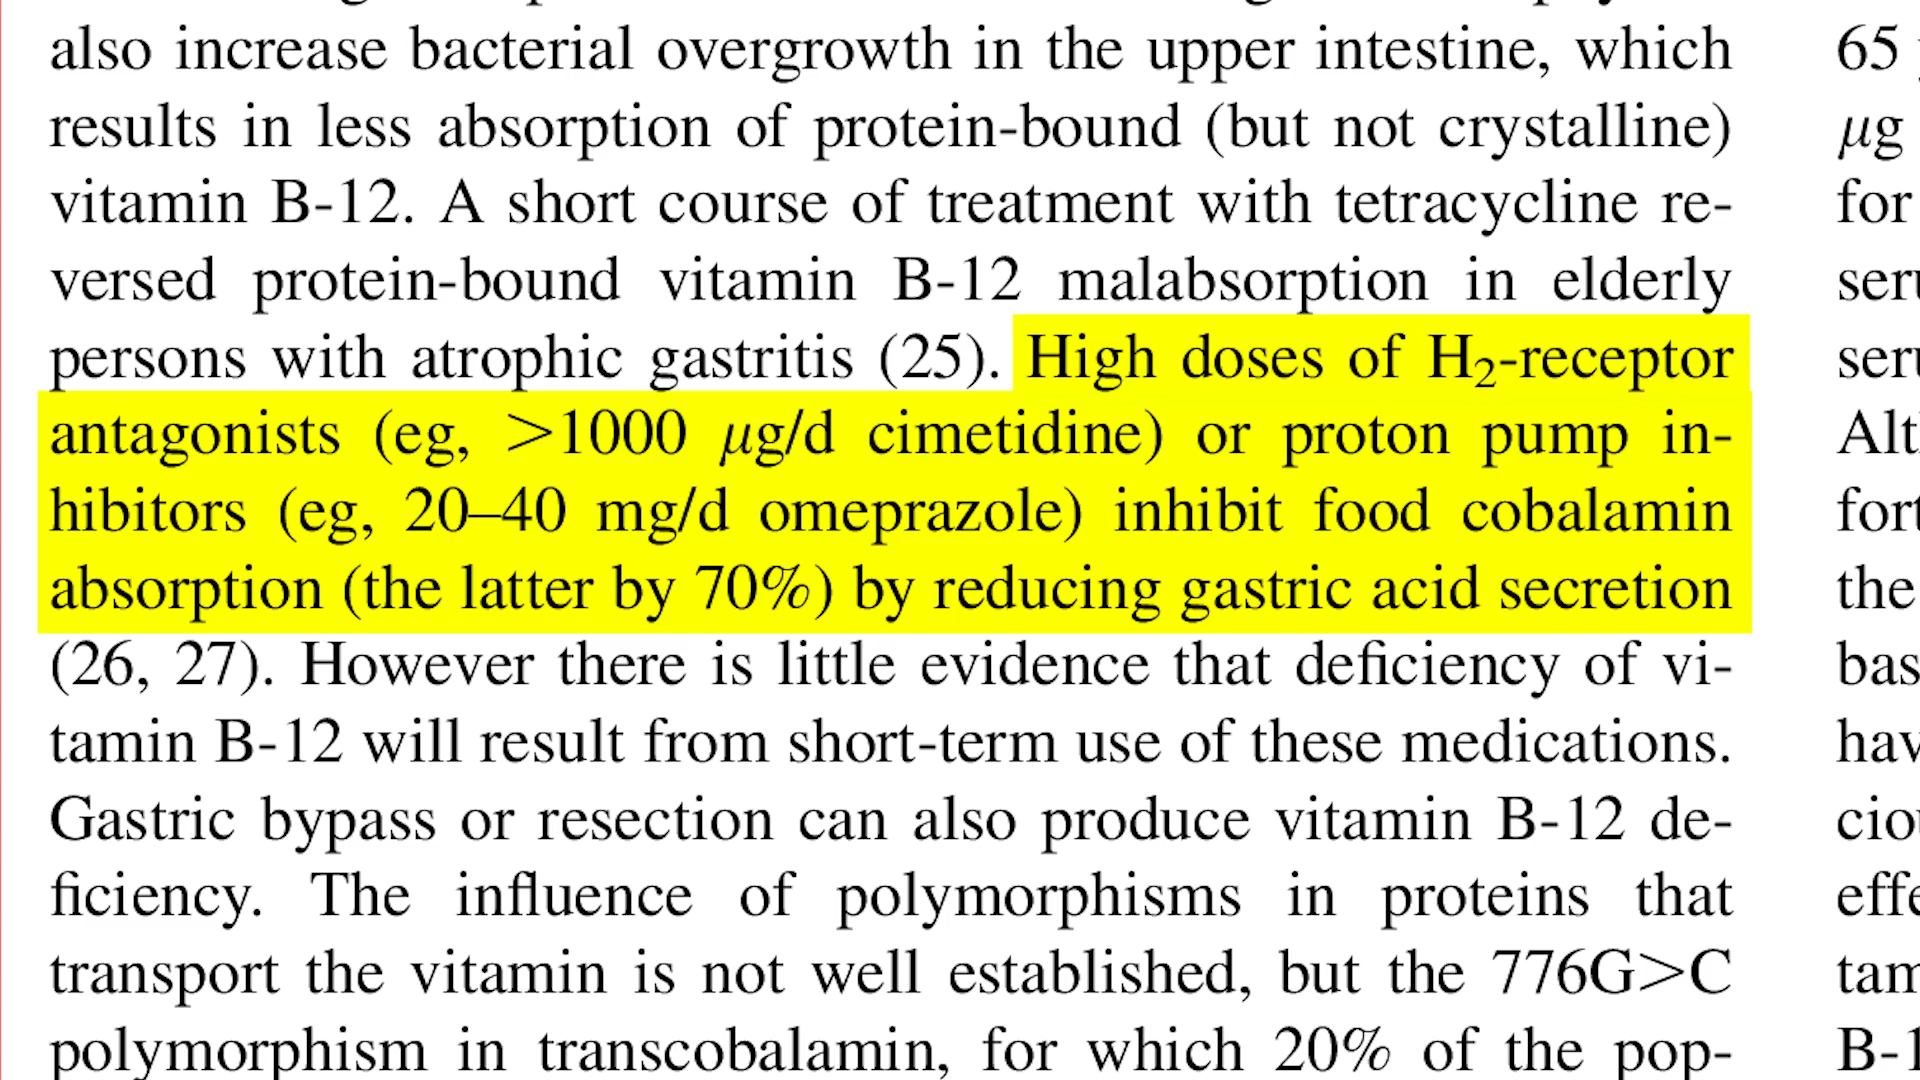 also increase bacterial overgrowth in the upper intestine, which
results in less absorption of protein-bound (but not crystalline)
vitamin B-12. A short course of treatment with tetracycline re-
versed protein-bound vitamin B-12 malabsorption in elderly
persons with atrophic gastritis (25). High doses of H₂-receptor
antagonists (eg, >1000 μg/d cimetidine) or proton pump in-
hibitors (eg, 20–40 mg/d omeprazole) inhibit food cobalamin
absorption (the latter by 70%) by reducing gastric acid secretion
(26, 27). However there is little evidence that deficiency of vi-
tamin B-12 will result from short-term use of these medications.
Gastric bypass or resection can also produce vitamin B-12 de-
ficiency. The influence of polymorphisms in proteins that
transport the vitamin is not well established, but the 776G>C
polymorphism in transcobalamin, for which 20% of the pop-
65
μg
for
the